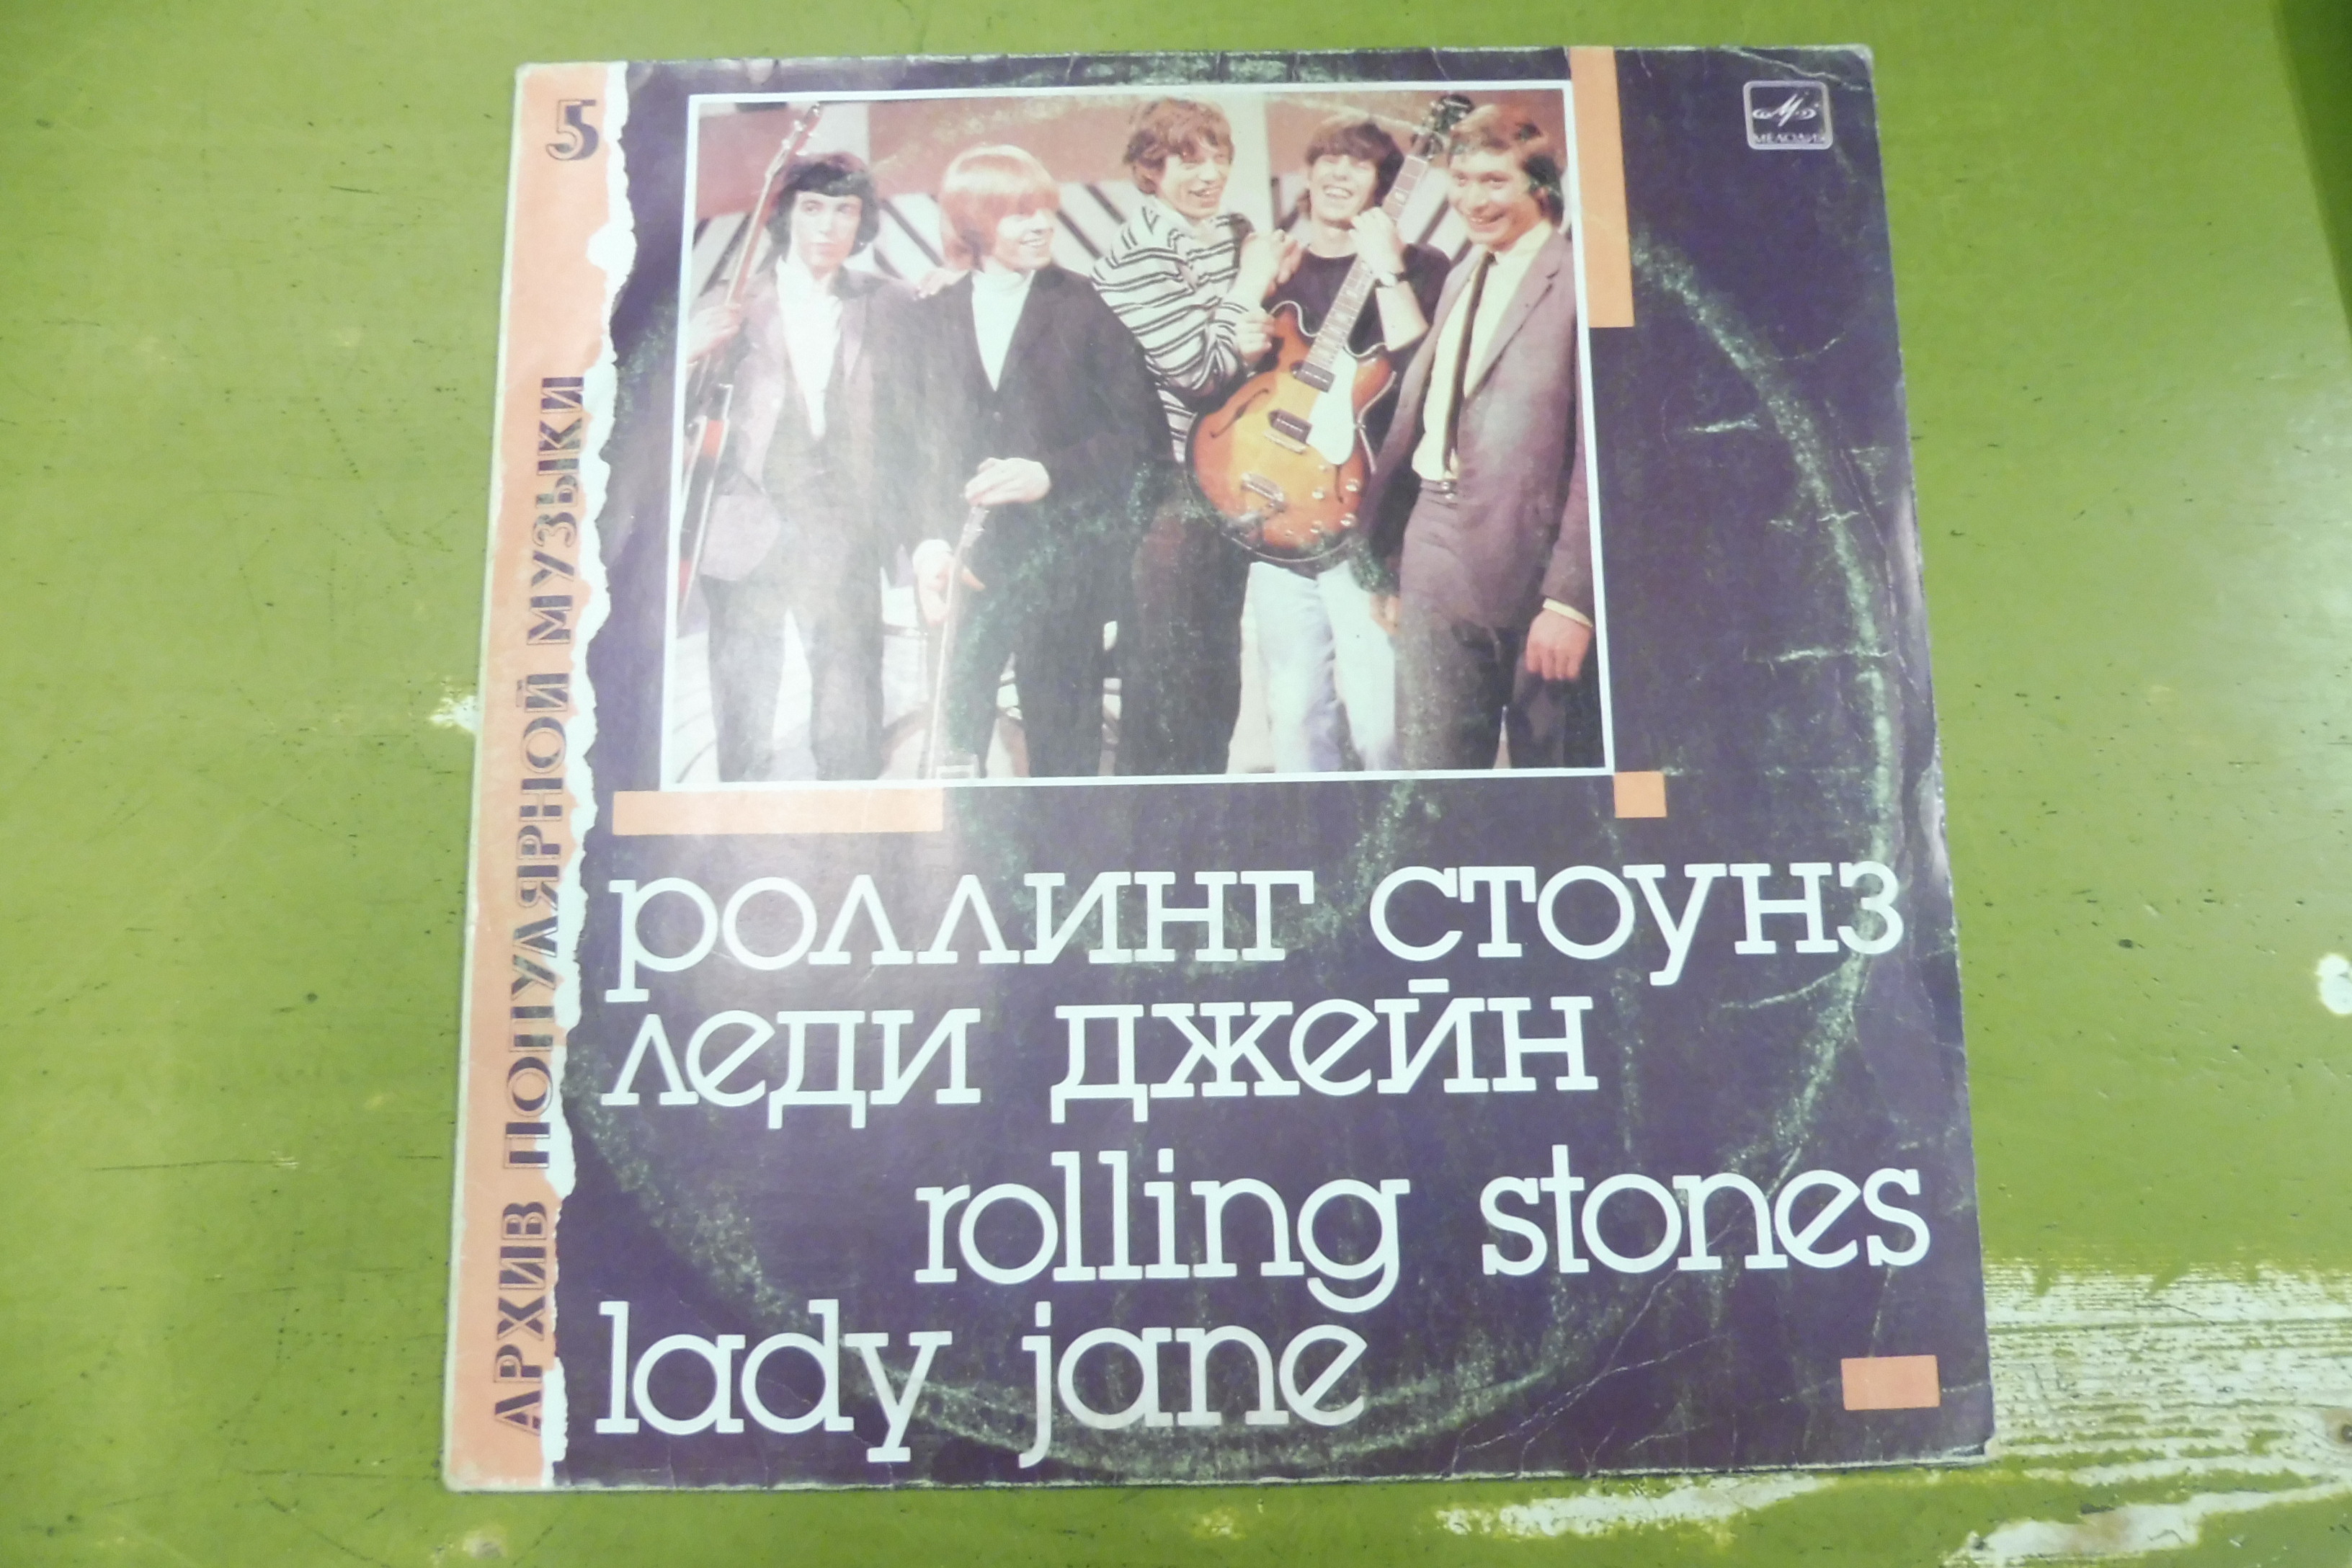 5
АРХИВ ПОПУЛЯРНОЙ МУЗЫКИ
МЕЛОДИЯ
роллинг стоунз
леди джейн
rolling stones
lady jane